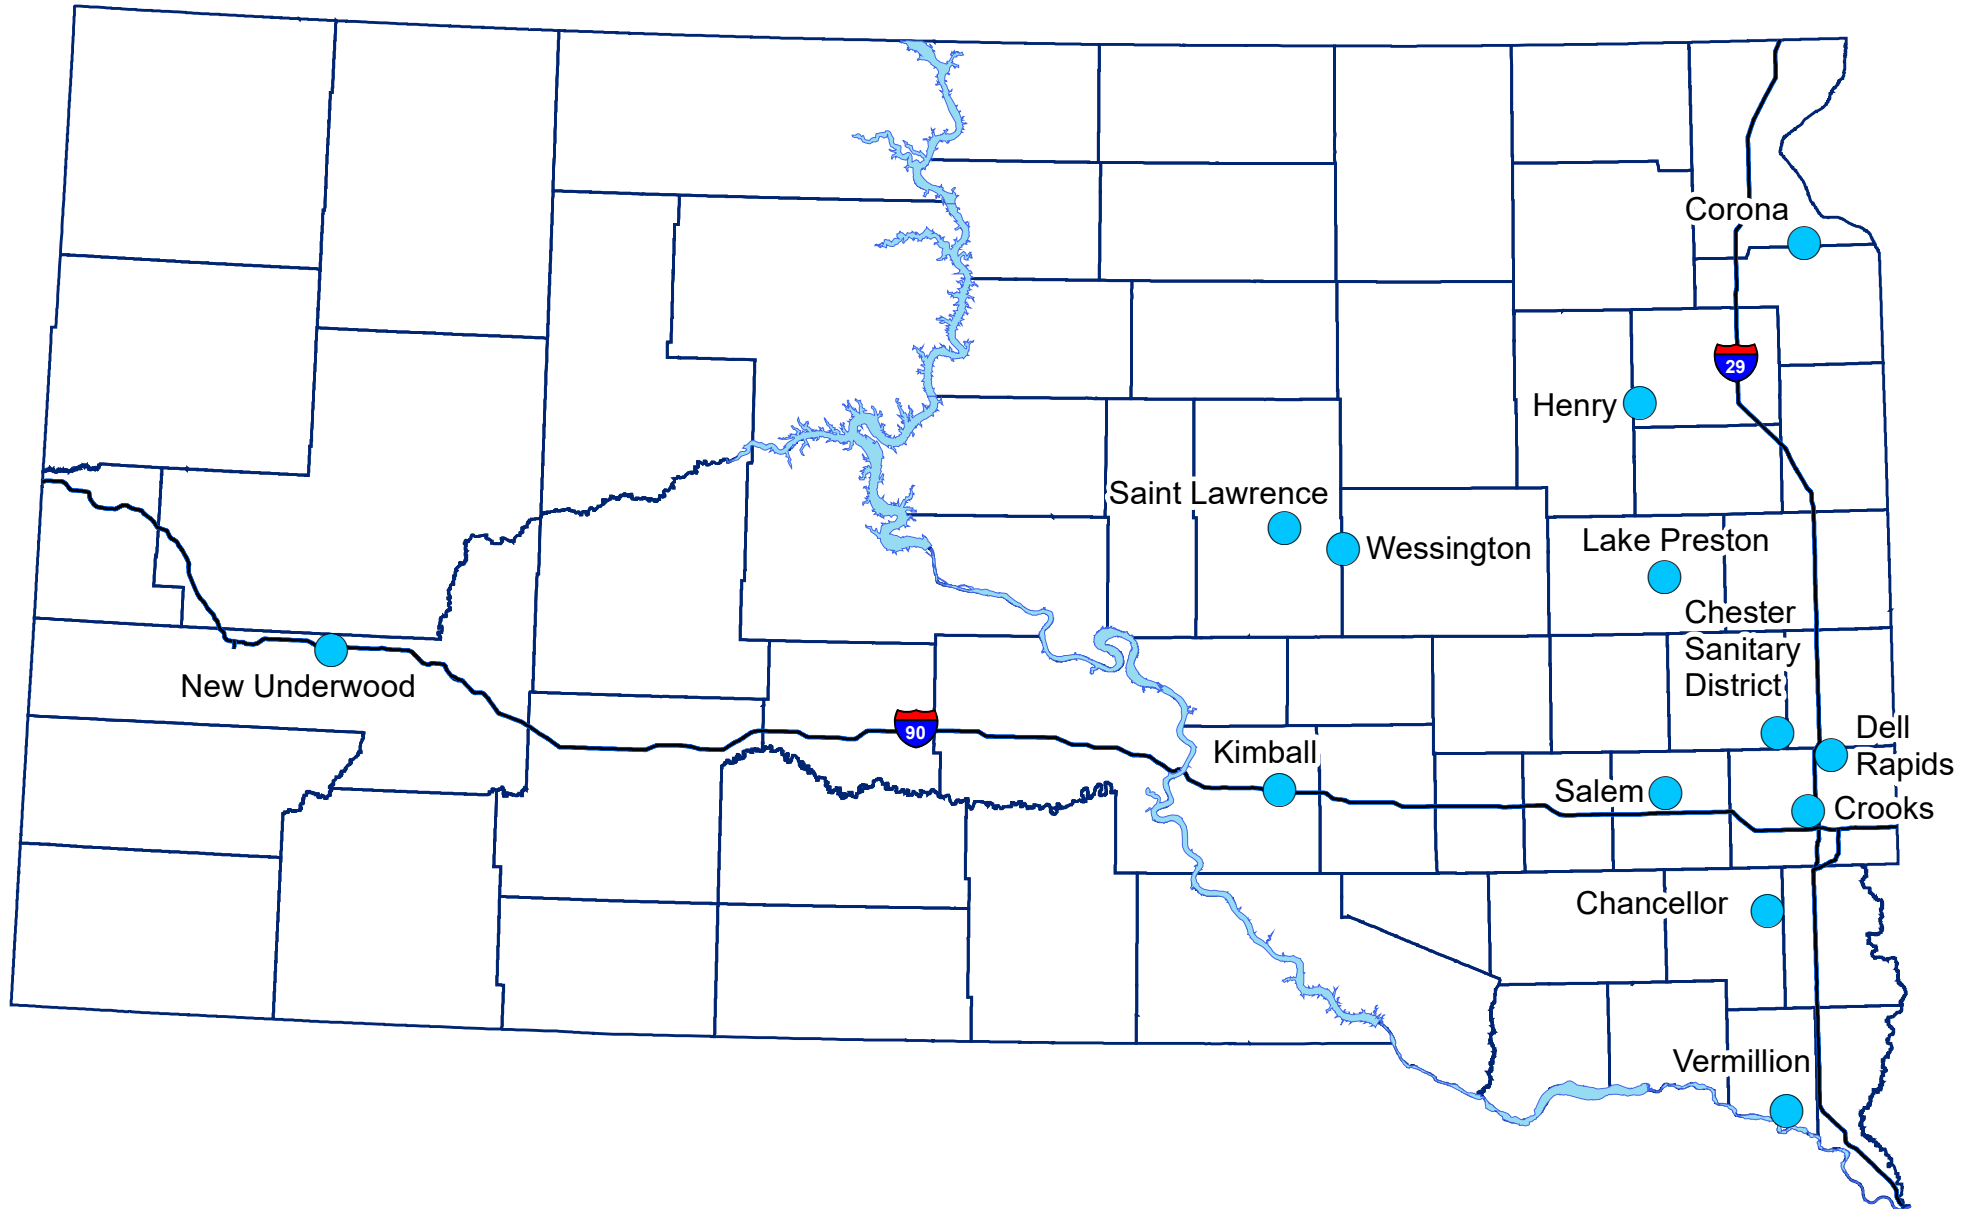 Corona
29
Henry
Saint Lawrence
Wessington
Lake Preston
Chester
Sanitary
District
New Underwood
90
Kimball
Dell
Rapids
Salem
Crooks
Chancellor
Vermillion